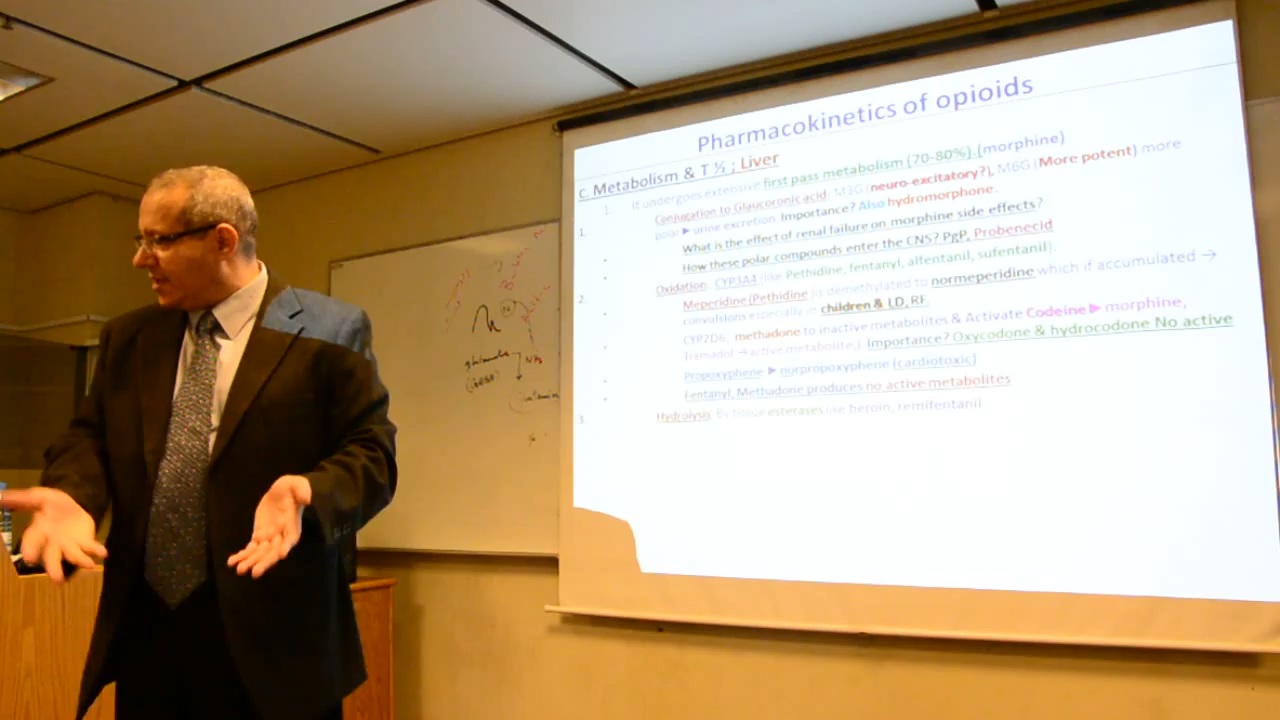 Pharmacokinetics of opioids
C. Metabolism & T ½ ; Liver
1. It undergoes extensive first pass metabolism (70-80%). (morphine)
1. Conjugation to Glaucoronic acid: M3G (neuro-excitatory?), M6G (More potent) more
polar ► urine excretion. Importance? Also hydromorphone.
• What is the effect of renal failure on morphine side effects?
• How these polar compounds enter the CNS? PgP, Probenecid
2. Oxidation: CYP3A4 (like Pethidine, fentanyl, alfentanil, sufentanil).
• Meperidine (Pethidine is demethylated to normeperidine which if accumulated →
convulsions especially in children & LD, RF.
• CYP2D6: methadone to inactive metabolites & Activate Codeine ► morphine,
Tramadol → active metabolite.) Importance? Oxycodone & hydrocodone No active
• Propoxyphene ► nurpropoxyphene (cardiotoxic)
• Fentanyl, Methadone produces no active metabolites
3. Hydrolysis: By tissue esterases like heroin, remifentanil
glutamate